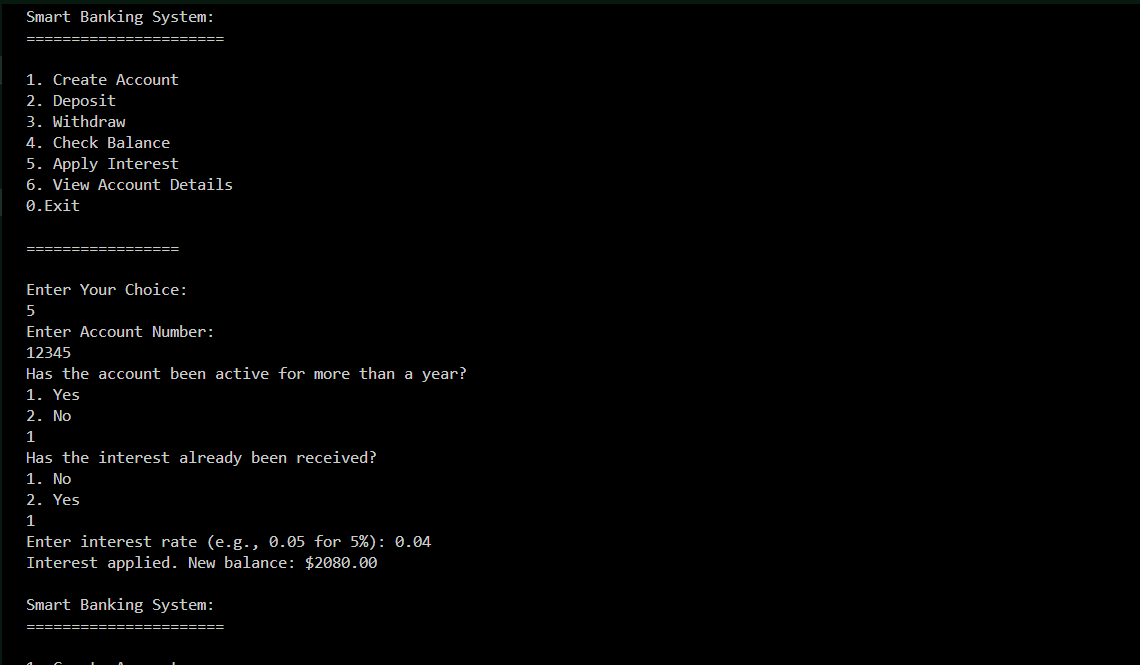 Smart Banking System:
======================
1. Create Account
2. Deposit
3. Withdraw
4. Check Balance
5. Apply Interest
6. View Account Details
0.Exit
=================
Enter Your Choice:
5
Enter Account Number:
12345
Has the account been active for more than a year?
1. Yes
2. No
1
Has the interest already been received?
1. No
2. Yes
1
Enter interest rate (e.g., 0.05 for 5%): 0.04
Interest applied. New balance: $2080.00
Smart Banking System:
======================